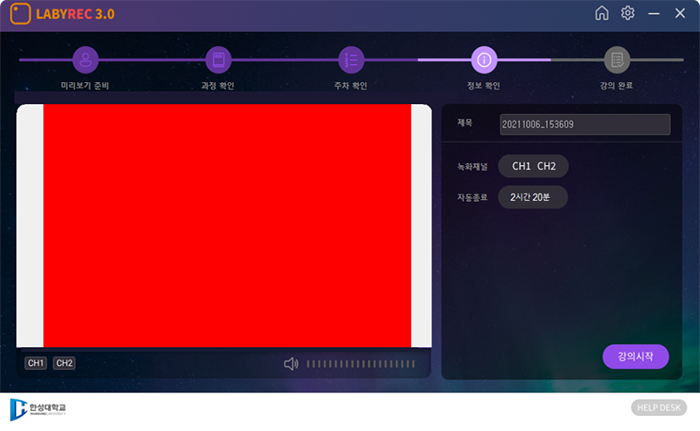 LABYREC 3.0
미리보기 준비
과정 확인
주차 확인
정보 확인
강의 완료
제목
20211006_153609
녹화채널
CH1 CH2
자동종료
2시간 20분
CH1 CH2
강의시작
한성대학교
HANSUNG UNIVERSITY
HELP DESK